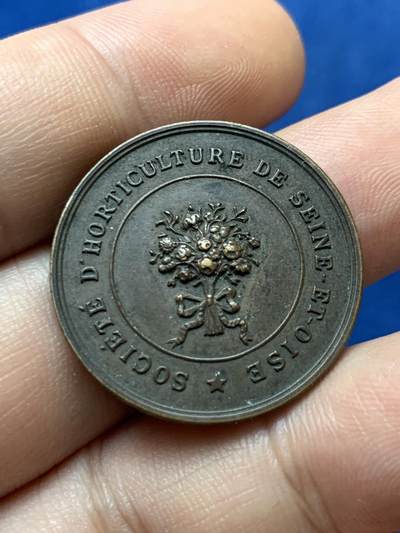 SOCIÉTÉ D'HORTICULTURE DE SEINE-ET-OISE